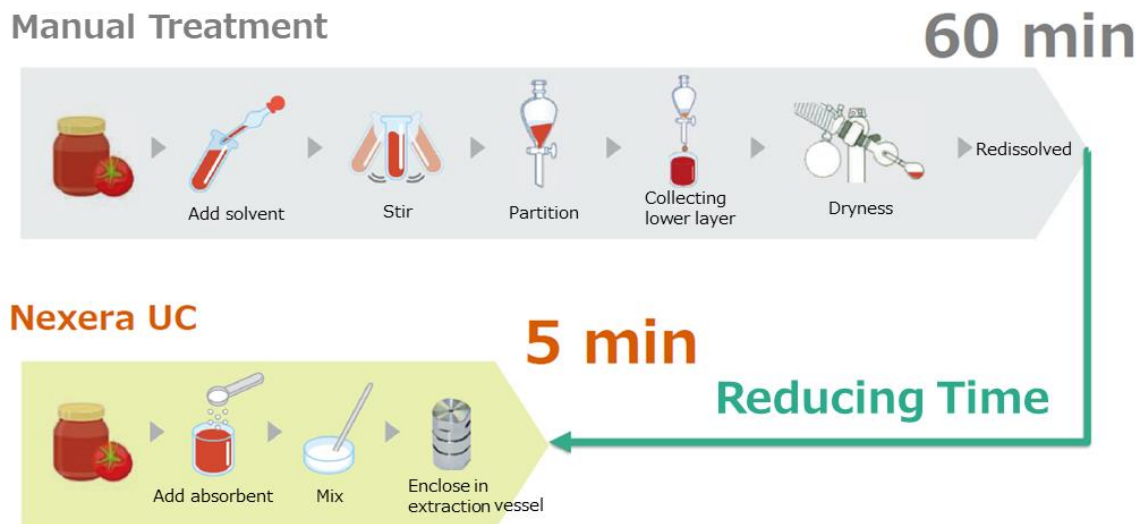 Manual Treatment
60 min
Add solvent
Stir
Partition
Collecting
lower layer
Dryness
Redissolved
Nexera UC
5 min
Reducing Time
Add absorbent
Mix
Enclose in
extraction vessel